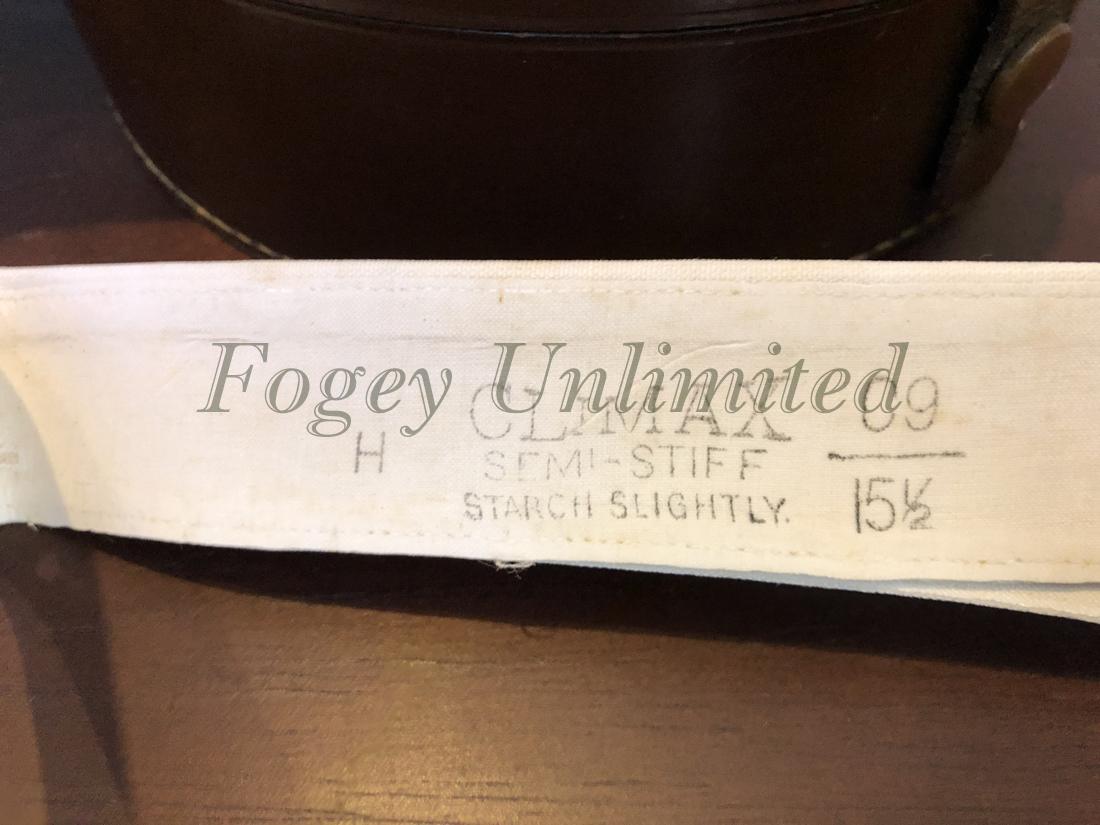 Fogey Unlimited
CLIMAX 69
H
SEMI-STIFF
STARCH SLIGHTLY.
15½